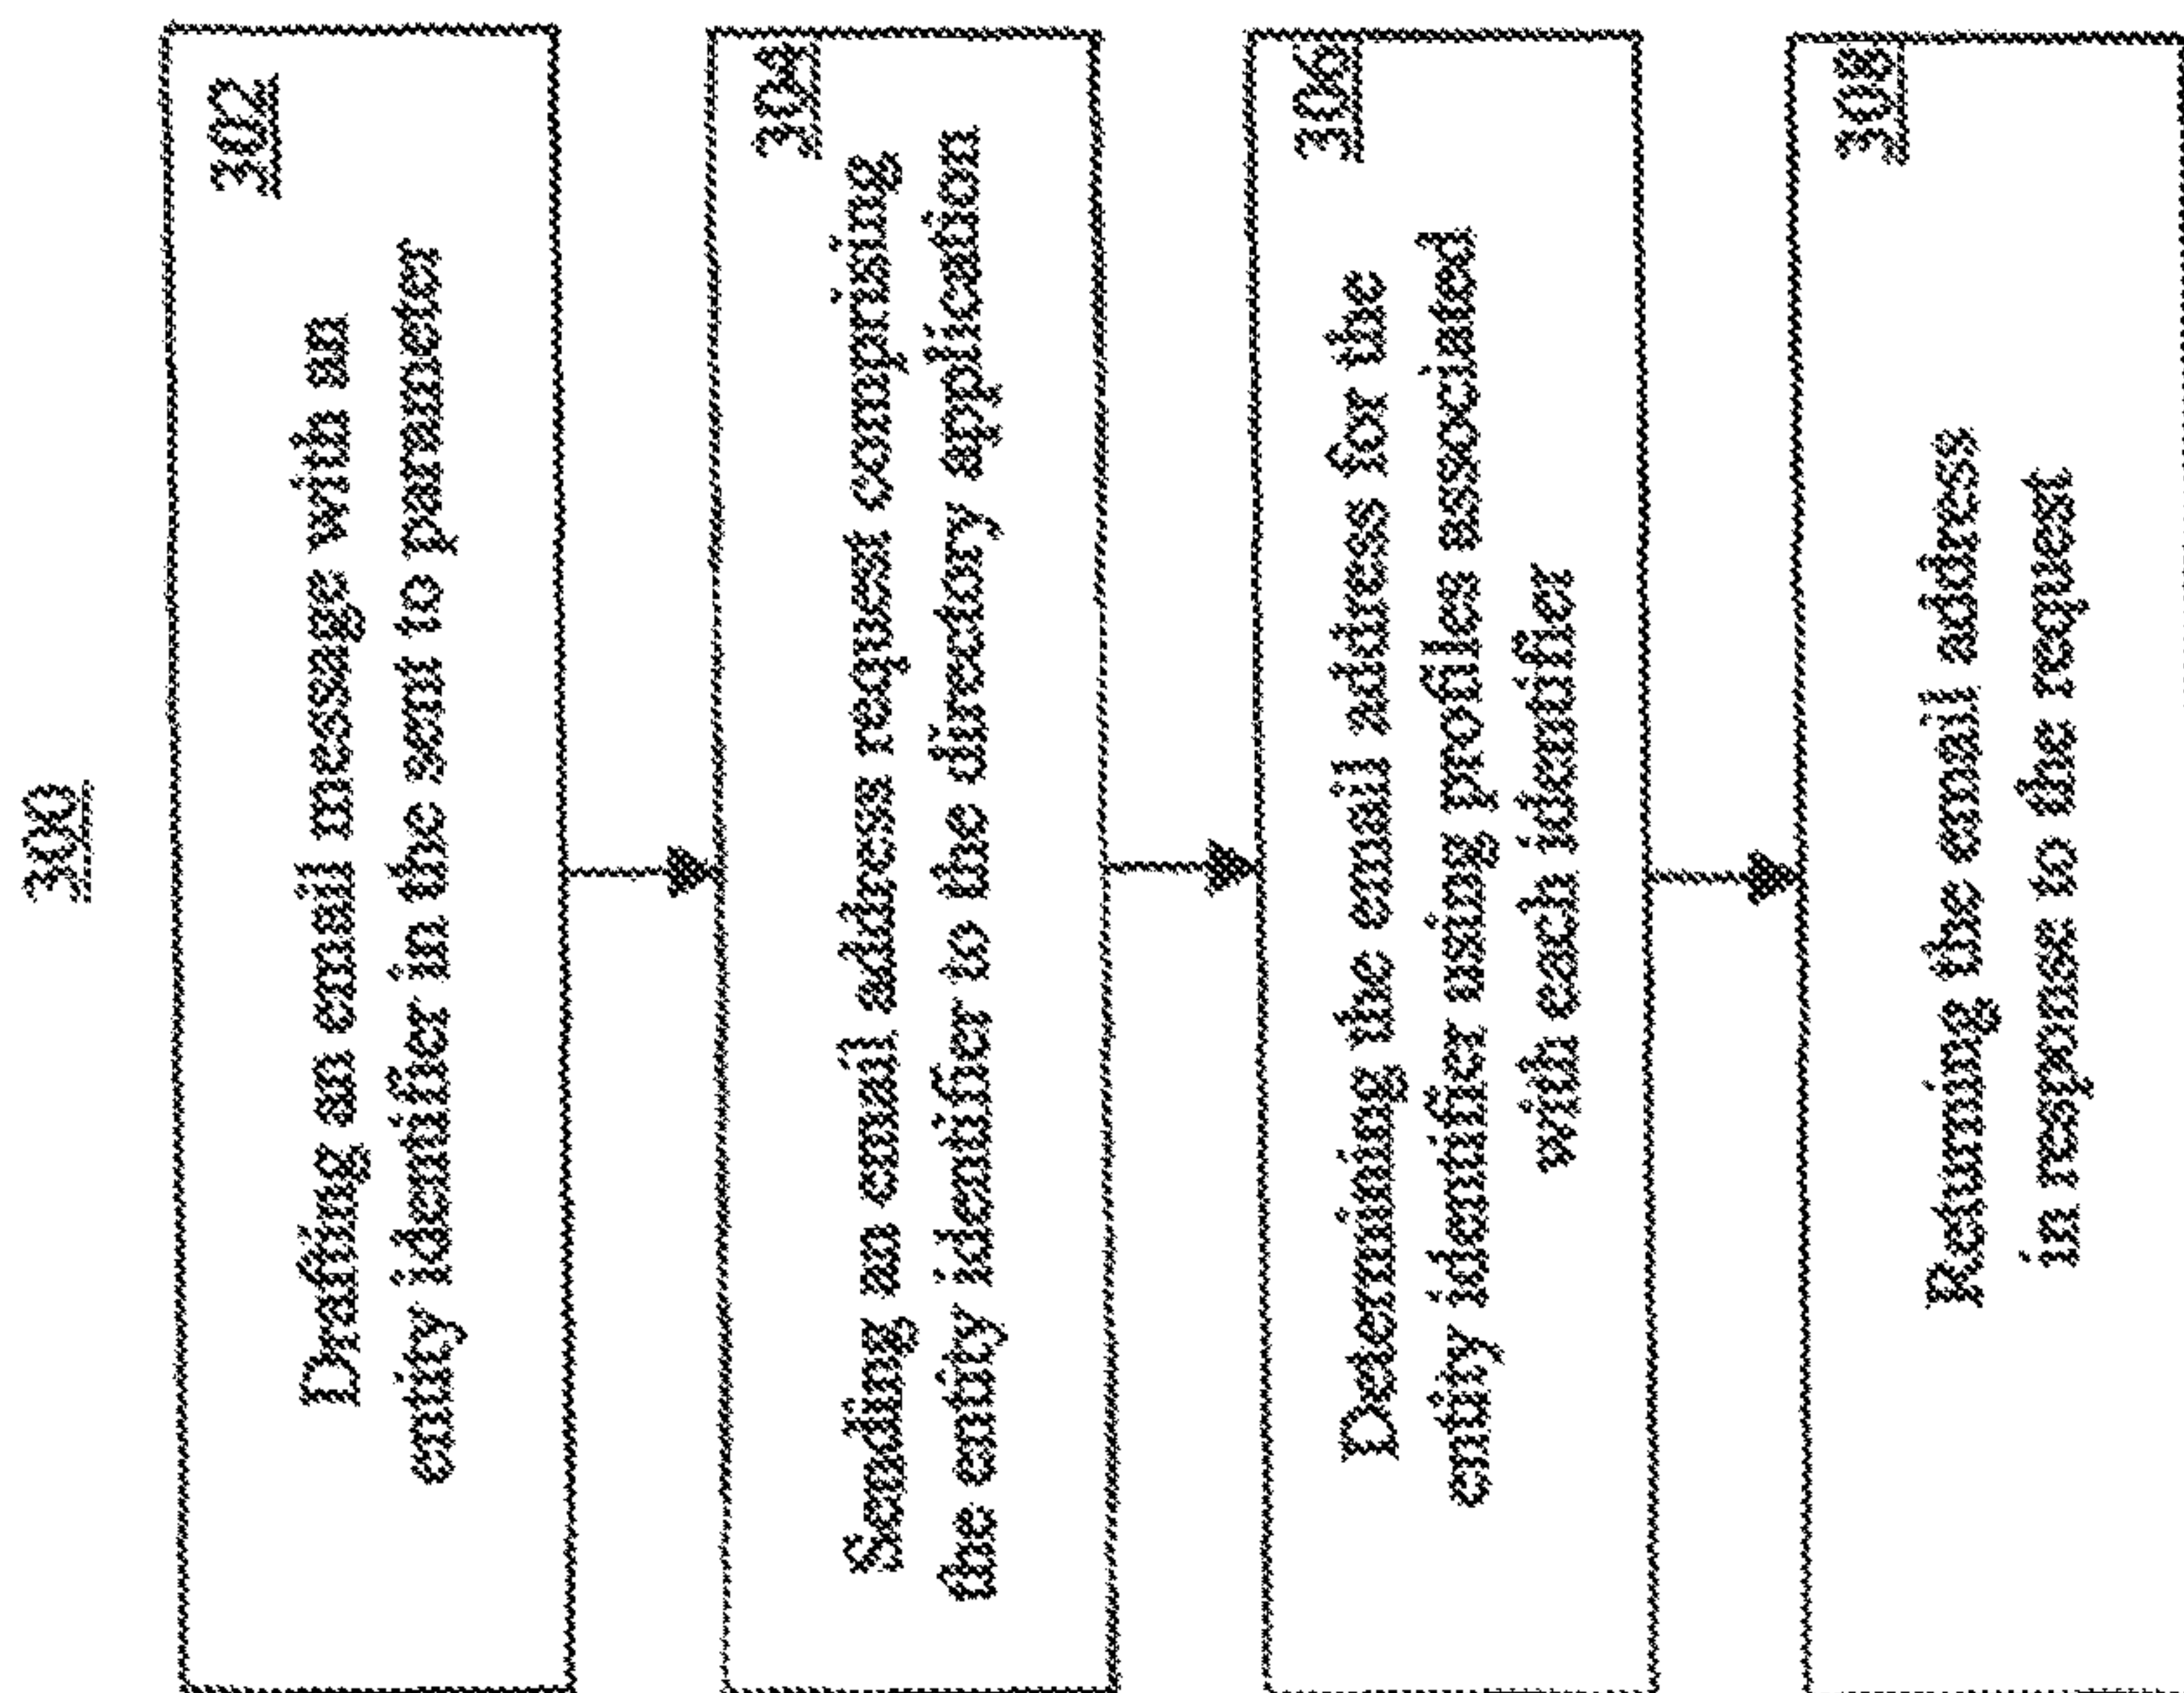 300
302
Drafting an email message with an
entity identifier in the sent to parameter
304
Sending an email address request comprising
the entity identifier to the directory application
306
Determining the email address for the
entity identifier using profiles associated
with each identifier
308
Returning the email address
in response to the request